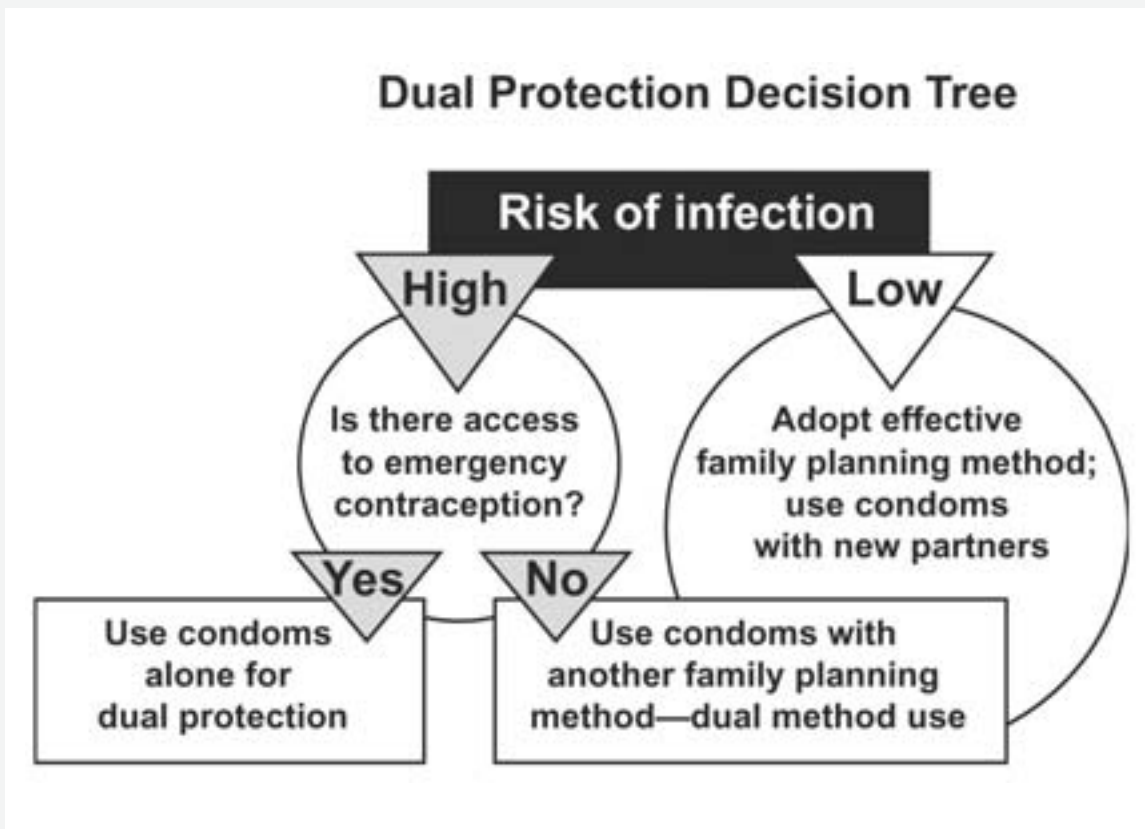 Dual Protection Decision Tree
Risk of infection
High
Low
Is there access
to emergency
contraception?
Adopt effective
family planning method;
use condoms
with new partners
Yes
No
Use condoms
alone for
dual protection
Use condoms with
another family planning
method—dual method use